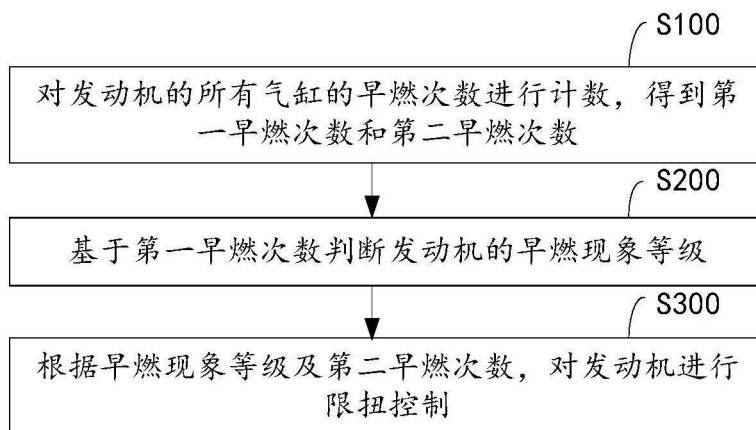 S100
对发动机的所有气缸的早燃次数进行计数，得到第
一早燃次数和第二早燃次数
S200
基于第一早燃次数判断发动机的早燃现象等级
S300
根据早燃现象等级及第二早燃次数，对发动机进行
限扭控制